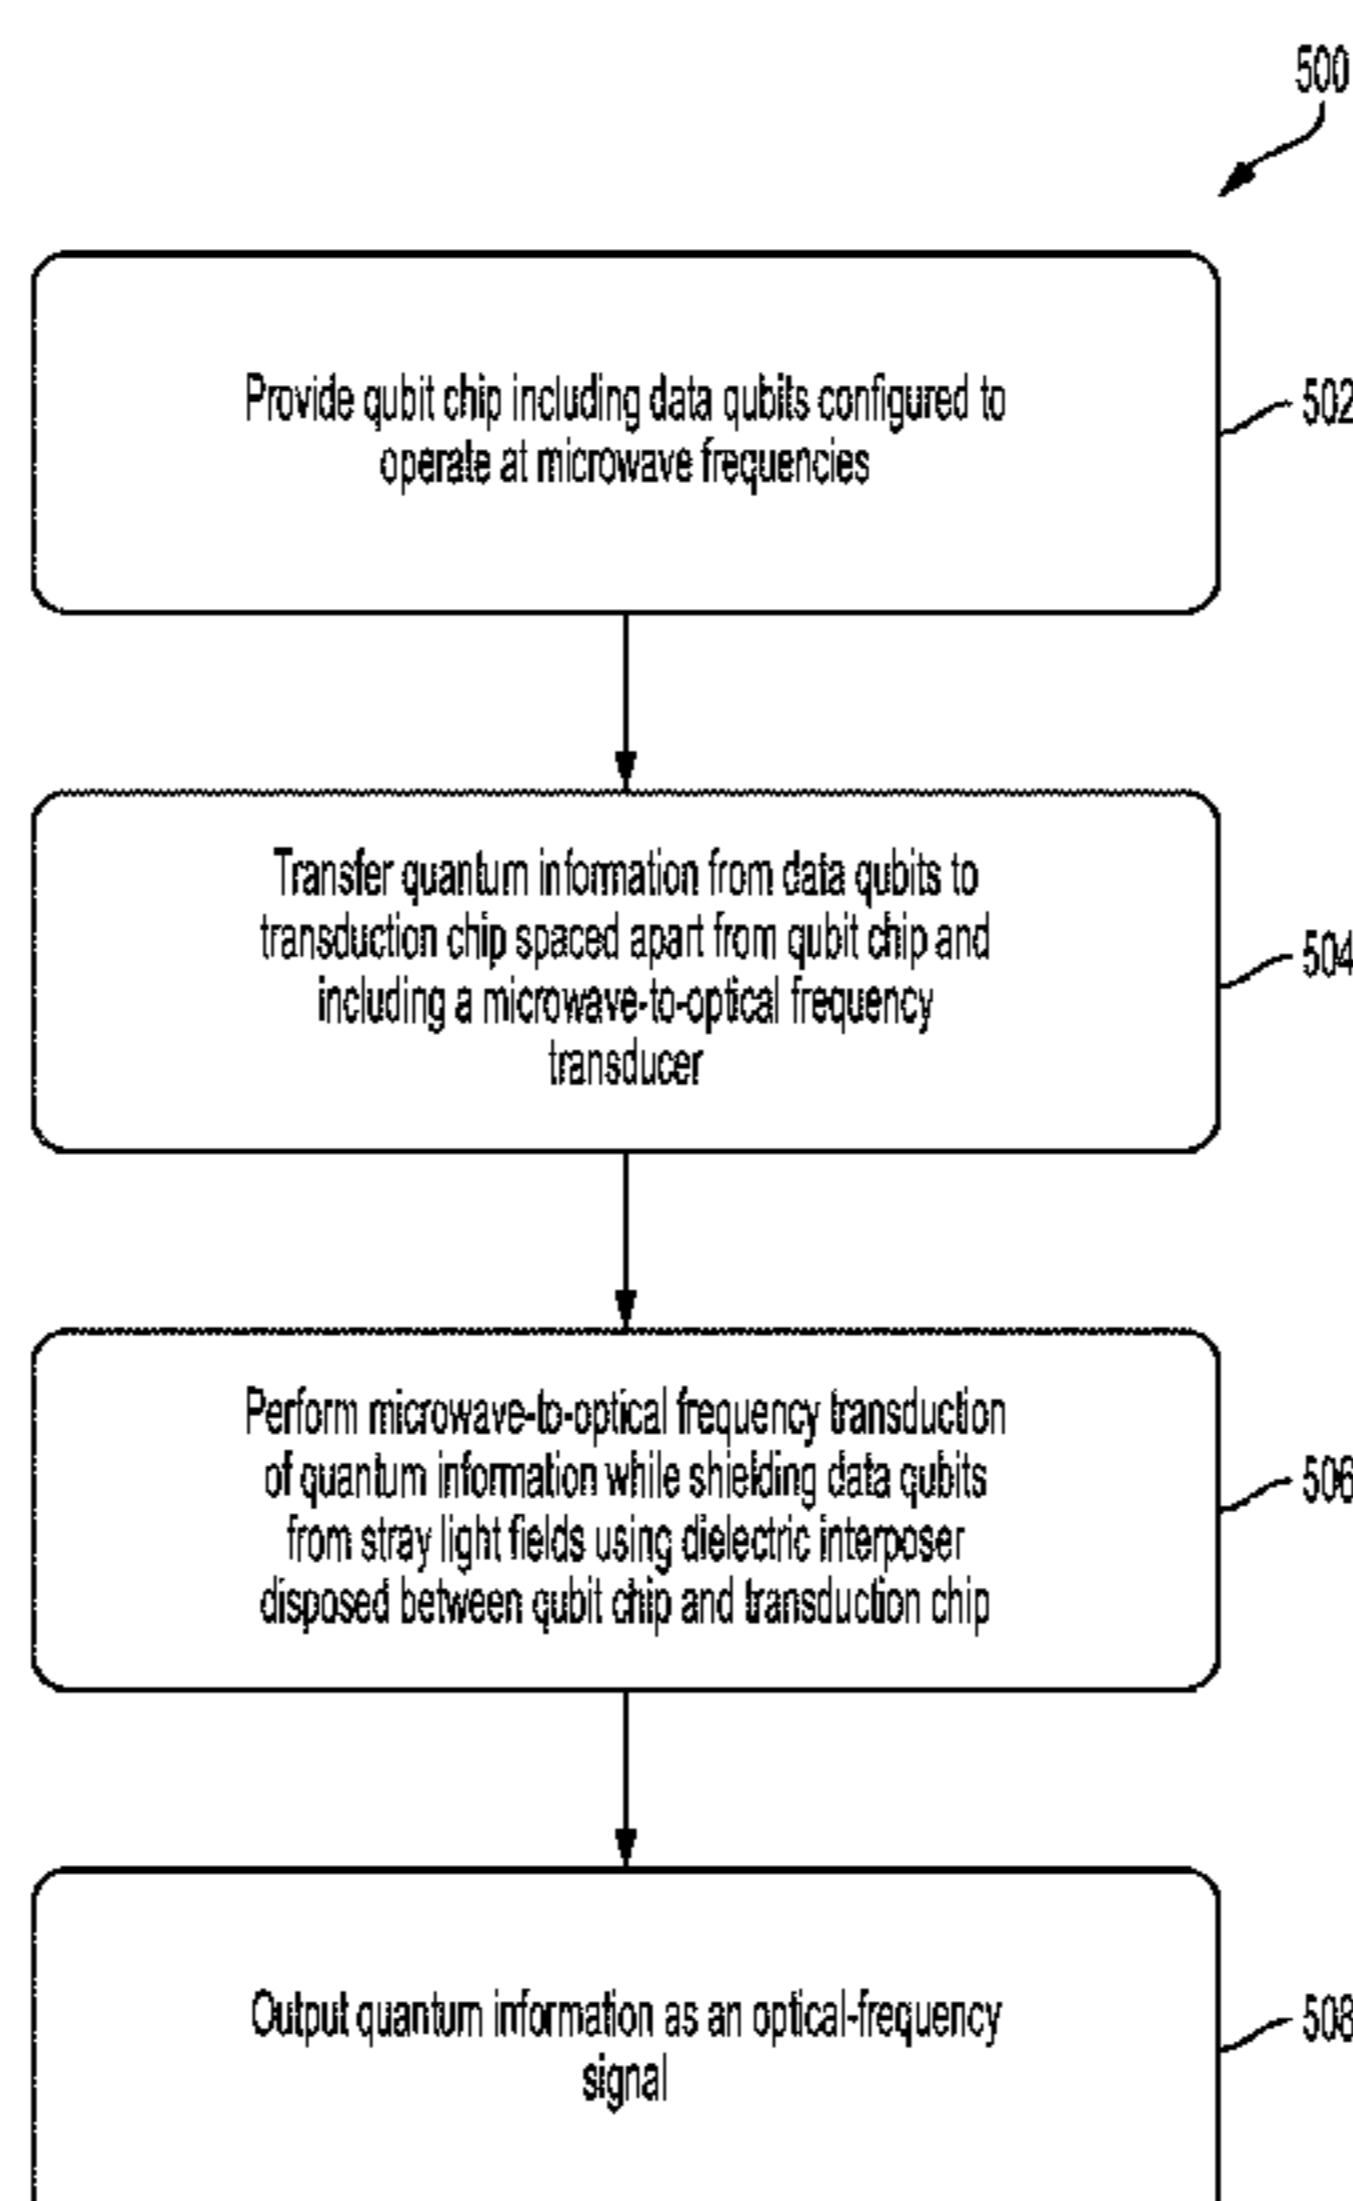 500
Provide qubit chip including data qubits configured to
operate at microwave frequencies
502
Transfer quantum information from data qubits to
transduction chip spaced apart from qubit chip and
including a microwave-to-optical frequency
transducer
504
Perform microwave-to-optical frequency transduction
of quantum information while shielding data qubits
from stray light fields using dielectric interposer
disposed between qubit chip and transduction chip
506
Output quantum information as an optical-frequency
signal
508